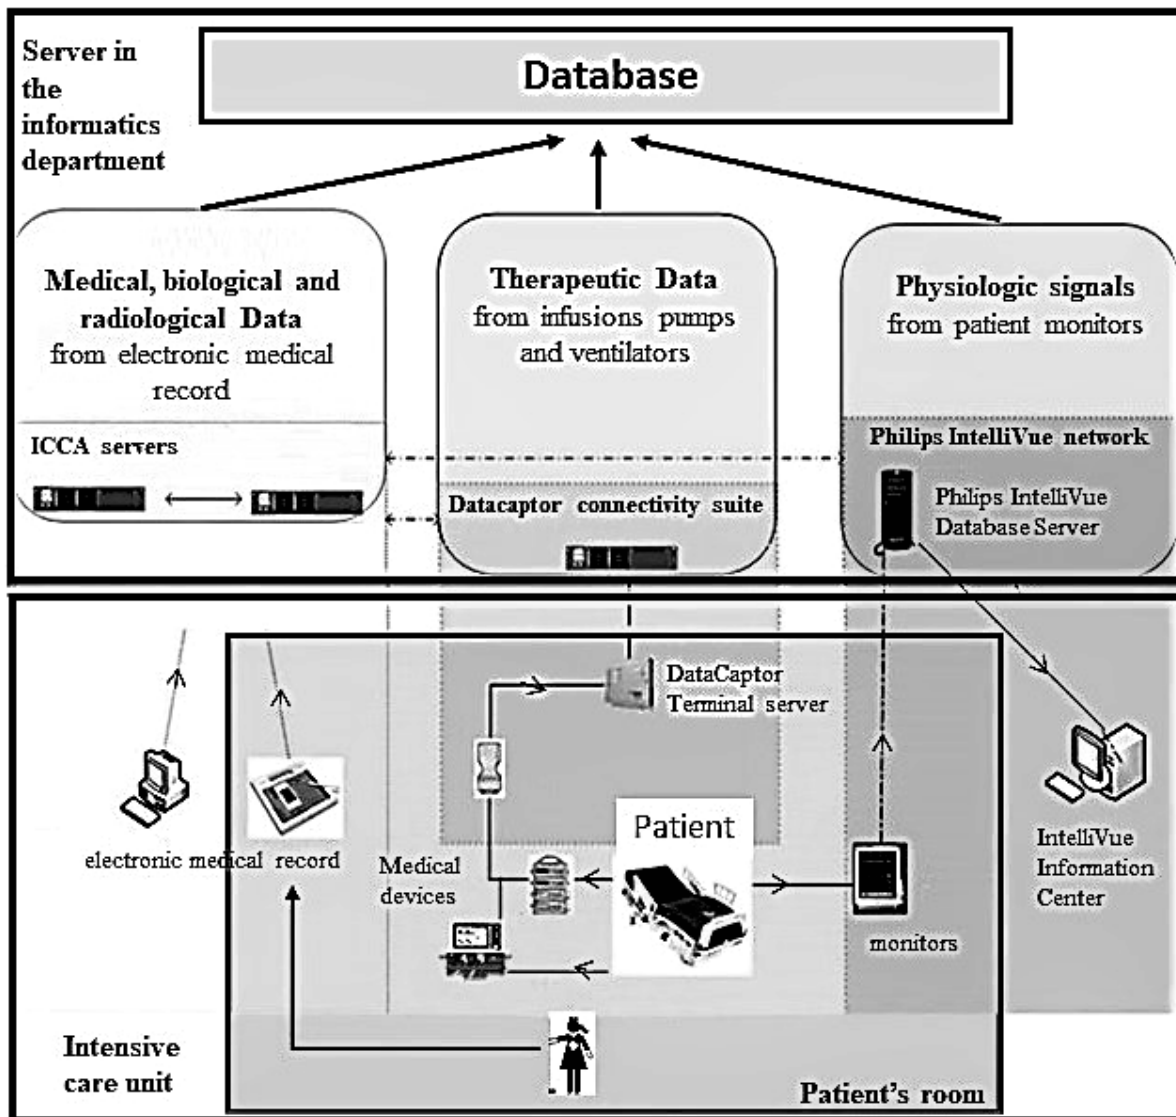 Server in
the
informatics
department
Database
Medical, biological and
radiological Data
from electronic medical
record
ICCA servers
Therapeutic Data
from infusions pumps
and ventilators
Datacaptor connectivity suite
Physiologic signals
from patient monitors
Philips IntelliVue network
Philips IntelliVue
Database Server
DataCaptor
Terminal server
electronic medical record
Medical
devices
Patient
monitors
IntelliVue
Information
Center
Intensive
care unit
Patient's room